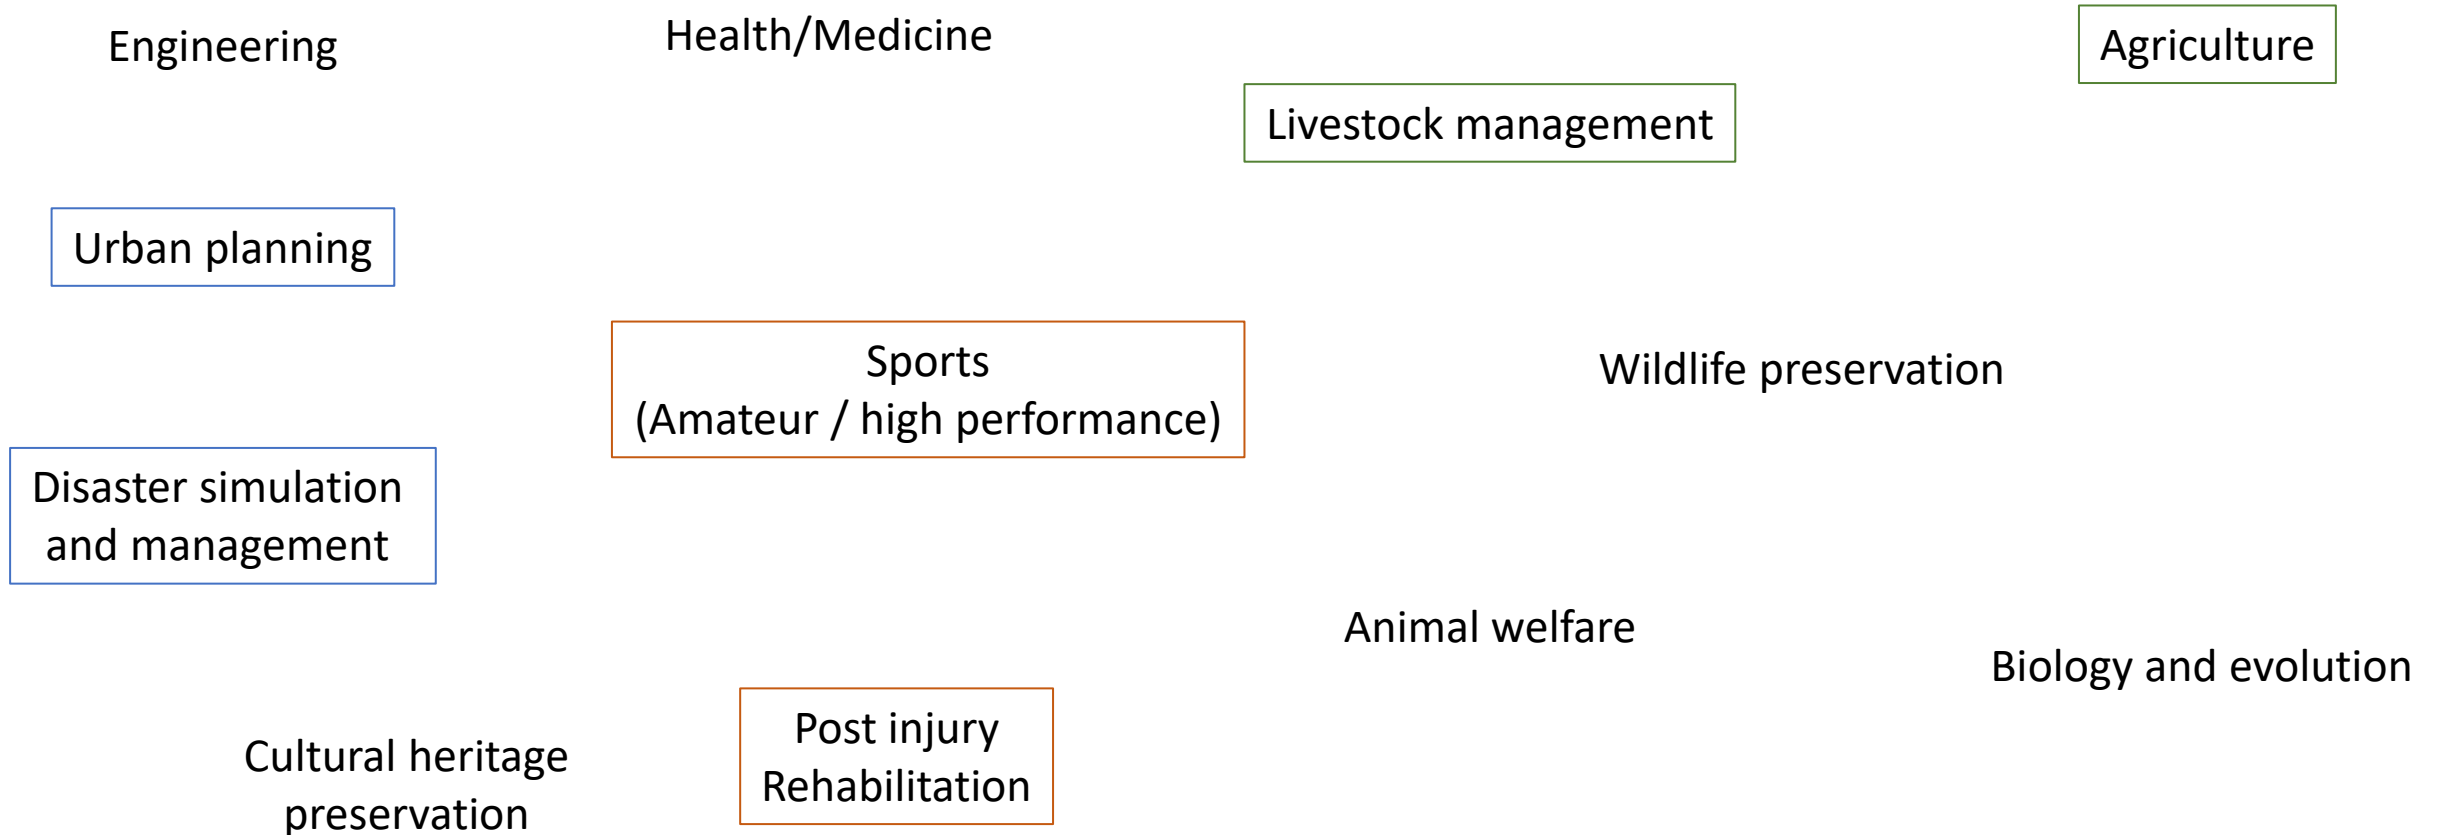 Engineering
Health/Medicine
Agriculture
Livestock management
Urban planning
Sports
(Amateur / high performance)
Wildlife preservation
Disaster simulation
and management
Animal welfare
Biology and evolution
Post injury
Rehabilitation
Cultural heritage
preservation